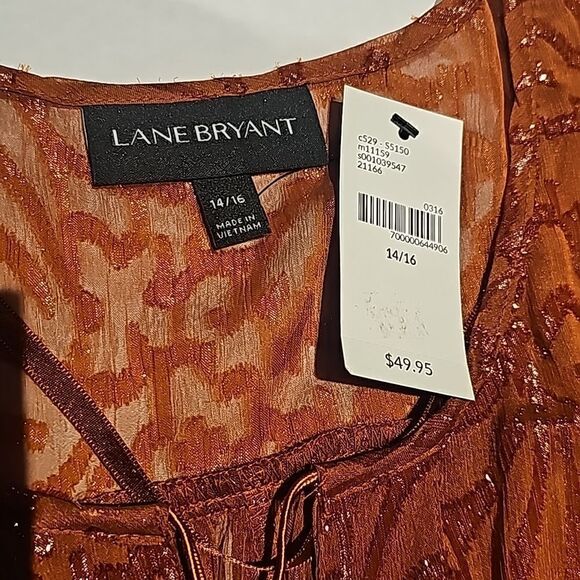 LANE BRYANT
14/16
MADE IN
VIETNAM
c529 - S5150
m11159
s001039547
21166
0316
700000644906
14/16
$49.95